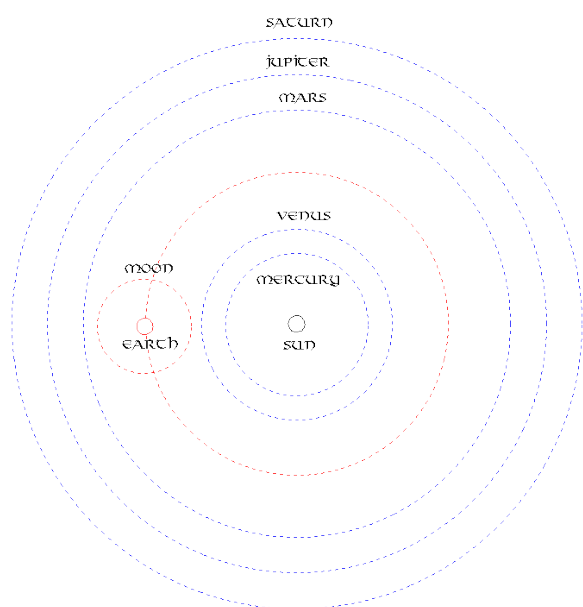 SATURN
JUPITER
MARS
VENUS
MOON
MERCURY
EARTH
SUN